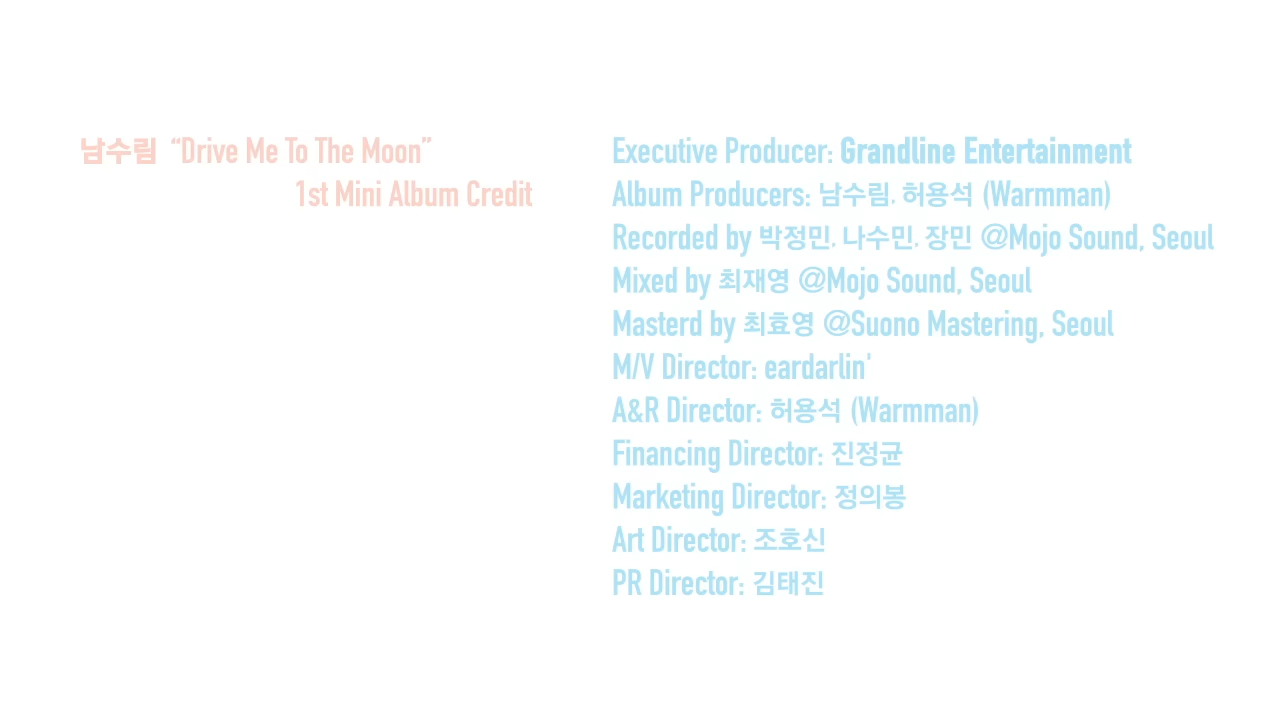 남수림 “Drive Me To The Moon”
1st Mini Album Credit
Executive Producer: Grandline Entertainment
Album Producers: 남수림, 허용석 (Warmman)
Recorded by 박정민, 나수민, 장민 @Mojo Sound, Seoul
Mixed by 최재영 @Mojo Sound, Seoul
Masterd by 최효영 @Suono Mastering, Seoul
M/V Director: eardarlin'
A&R Director: 허용석 (Warmman)
Financing Director: 진정균
Marketing Director: 정의봉
Art Director: 조호신
PR Director: 김태진